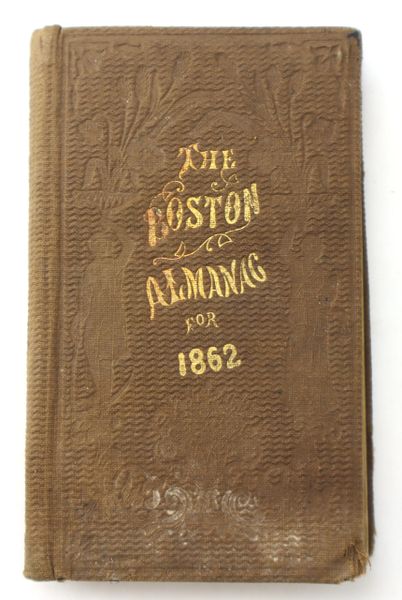 THE
BOSTON
ALMANAC
FOR
1862